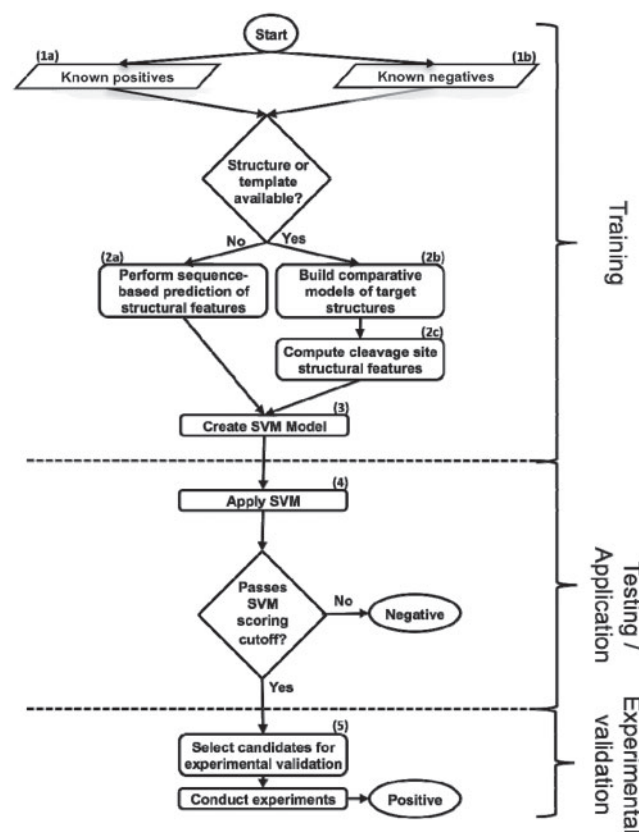 Start
(1a)
(1b)
Known positives
Known negatives
Structure or
template
available?
No
Yes
(2a)
(2b)
Perform sequence-
based prediction of
structural features
Build comparative
models of target
structures
(2c)
Compute cleavage site
structural features
(3)
Create SVM Model
Training
(4)
Apply SVM
Passes
SVM
scoring
cutoff?
No
Negative
Yes
Testing /
Application
(5)
Select candidates for
experimental validation
Conduct experiments
Positive
Experimental
validation